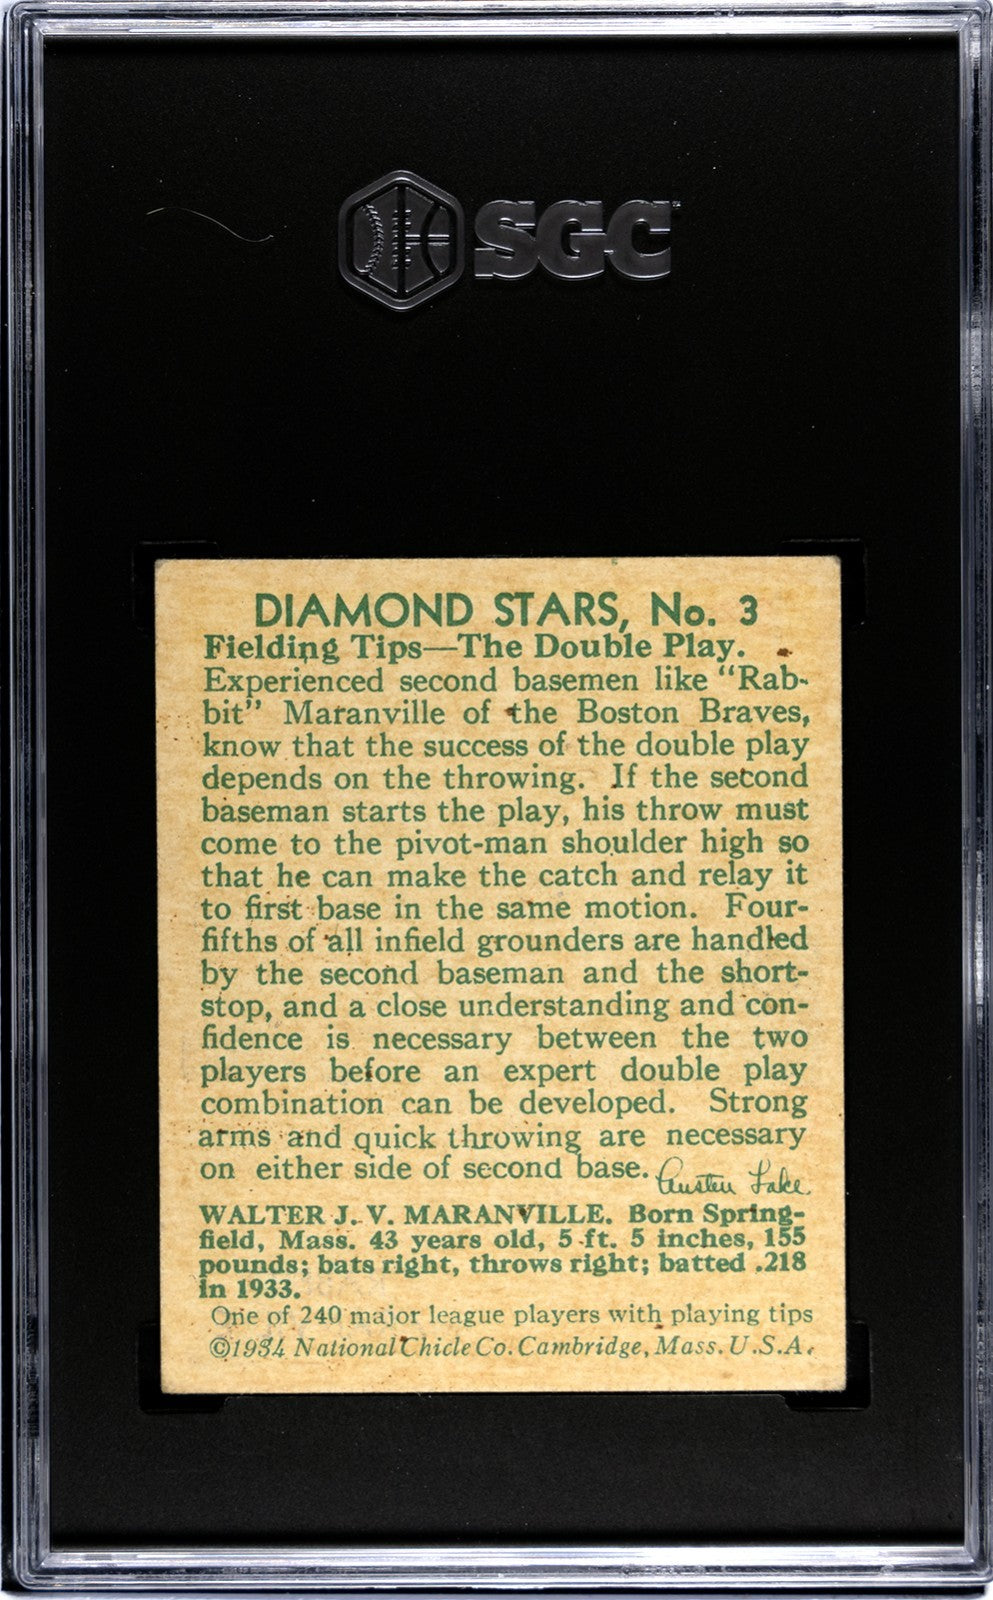 SGC
DIAMOND STARS, No. 3
Fielding Tips—The Double Play.
Experienced second basemen like "Rab-
bit" Maranville of the Boston Braves,
know that the success of the double play
depends on the throwing. If the second
baseman starts the play, his throw must
come to the pivot-man shoulder high so
that he can make the catch and relay it
to first base in the same motion. Four-
fifths of all infield grounders are handled
by the second baseman and the short-
stop, and a close understanding and con-
fidence is necessary between the two
players before an expert double play
combination can be developed. Strong
arms and quick throwing are necessary
on either side of second base. Austen Lake
WALTER J. V. MARANVILLE. Born Spring-
field, Mass. 43 years old, 5 ft. 5 inches, 155
pounds; bats right, throws right; batted .218
in 1933.
One of 240 major league players with playing tips
©1934 National Chicle Co. Cambridge, Mass. U.S.A.